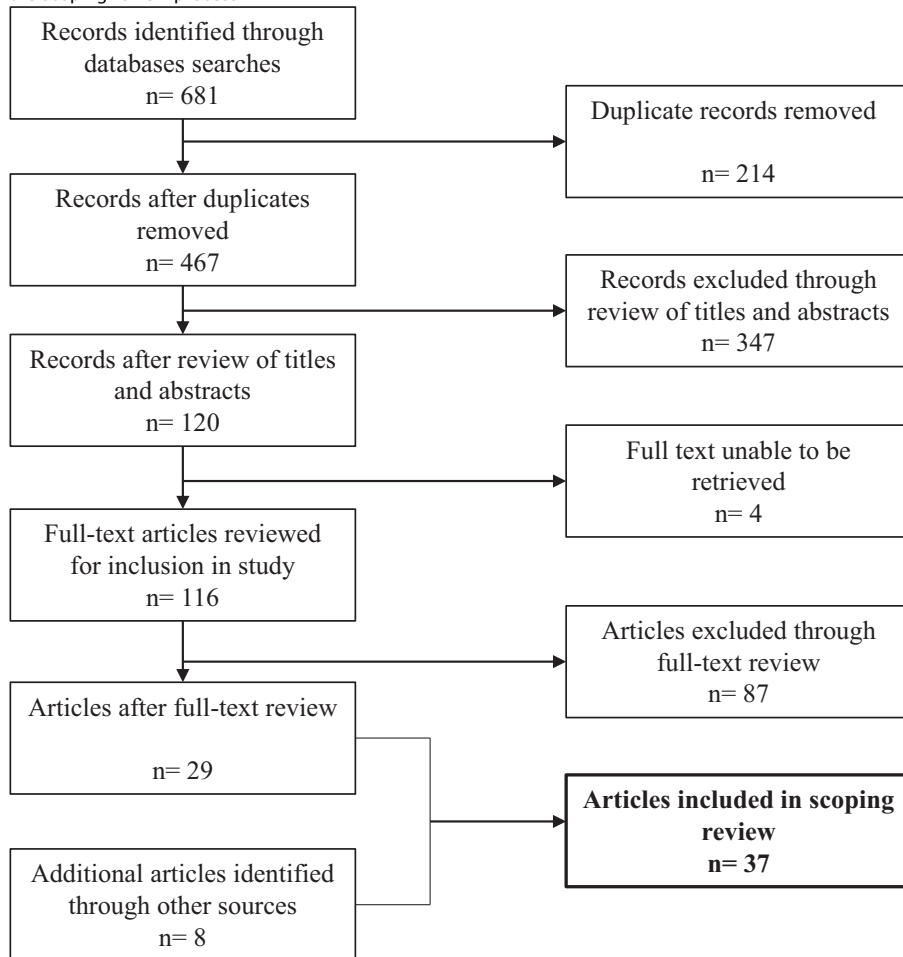 Records identified through
databases searches
n= 681
Duplicate records removed
n= 214
Records after duplicates
removed
n= 467
Records excluded through
review of titles and abstracts
n= 347
Records after review of titles
and abstracts
n= 120
Full text unable to be
retrieved
n= 4
Full-text articles reviewed
for inclusion in study
n= 116
Articles excluded through
full-text review
n= 87
Articles after full-text review
n= 29
Articles included in scoping
review
n= 37
Additional articles identified
through other sources
n= 8